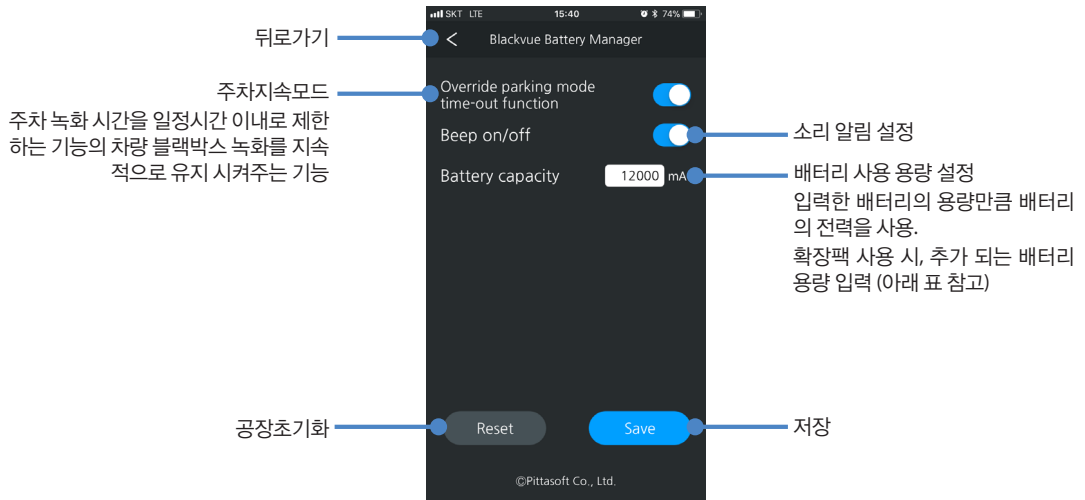 SKT LTE 15:40 74%
뒤로가기
Blackvue Battery Manager
주차지속모드
주차 녹화 시간을 일정시간 이내로 제한
하는 기능의 차량 블랙박스 녹화를 지속
적으로 유지 시켜주는 기능
Override parking mode
time-out function
Beep on/off
소리 알림 설정
Battery capacity 12000 mA
배터리 사용 용량 설정
입력한 배터리의 용량만큼 배터리
의 전력을 사용.
확장팩 사용 시, 추가 되는 배터리
용량 입력 (아래 표 참고)
공장초기화
Reset
Save
저장
©Pittasoft Co., Ltd.